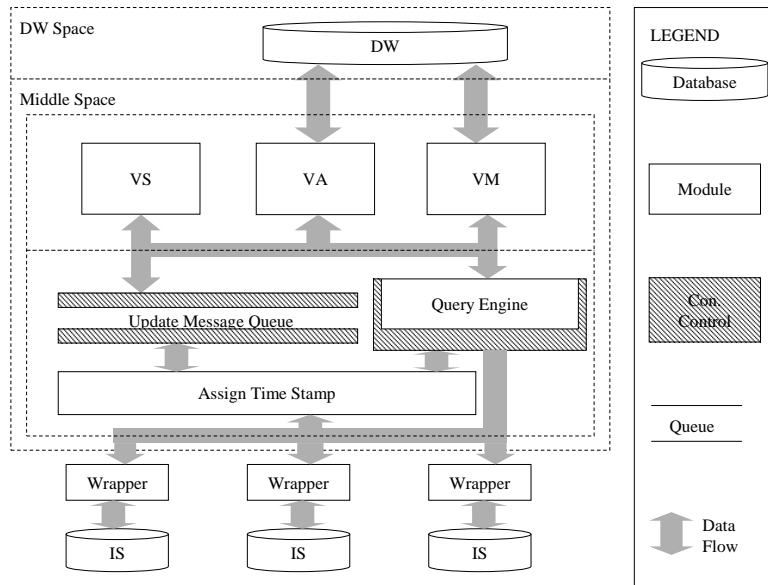 DW Space
DW
Middle Space
VS
VA
VM
Update Message Queue
Query Engine
Assign Time Stamp
Wrapper
Wrapper
Wrapper
IS
IS
IS
LEGEND
Database
Module
Con.
Control
Queue
Data
Flow